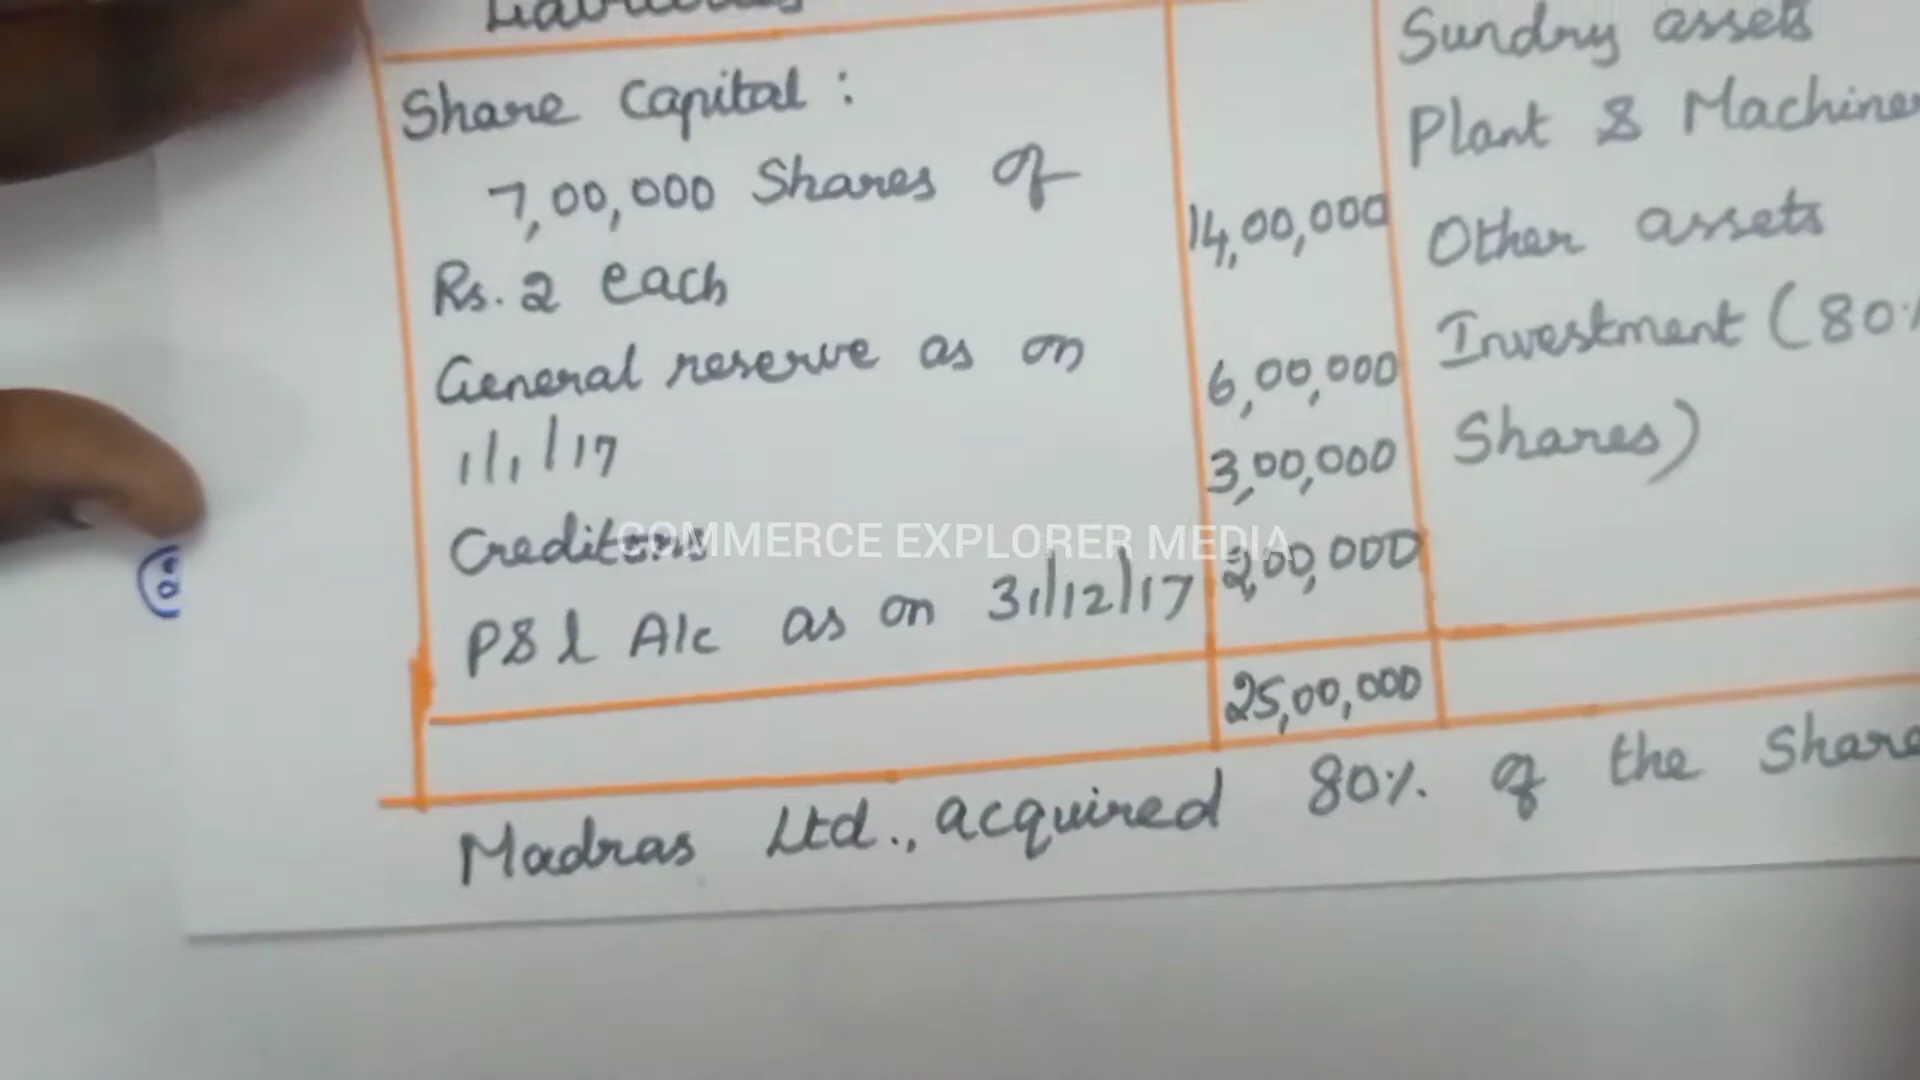 Liabilities
Share Capital :
7,00,000 Shares of
Rs. 2 each
14,00,000
General reserve as on
1/1/17
6,00,000
Creditors
3,00,000
P&L A/c as on 31/12/17
2,00,000
25,00,000
Sundry assets
Plant & Machiner
Other assets
Investment (80%
Shares)
COMMERCE EXPLORER MEDIA
Madras Ltd., acquired 80% of the Share